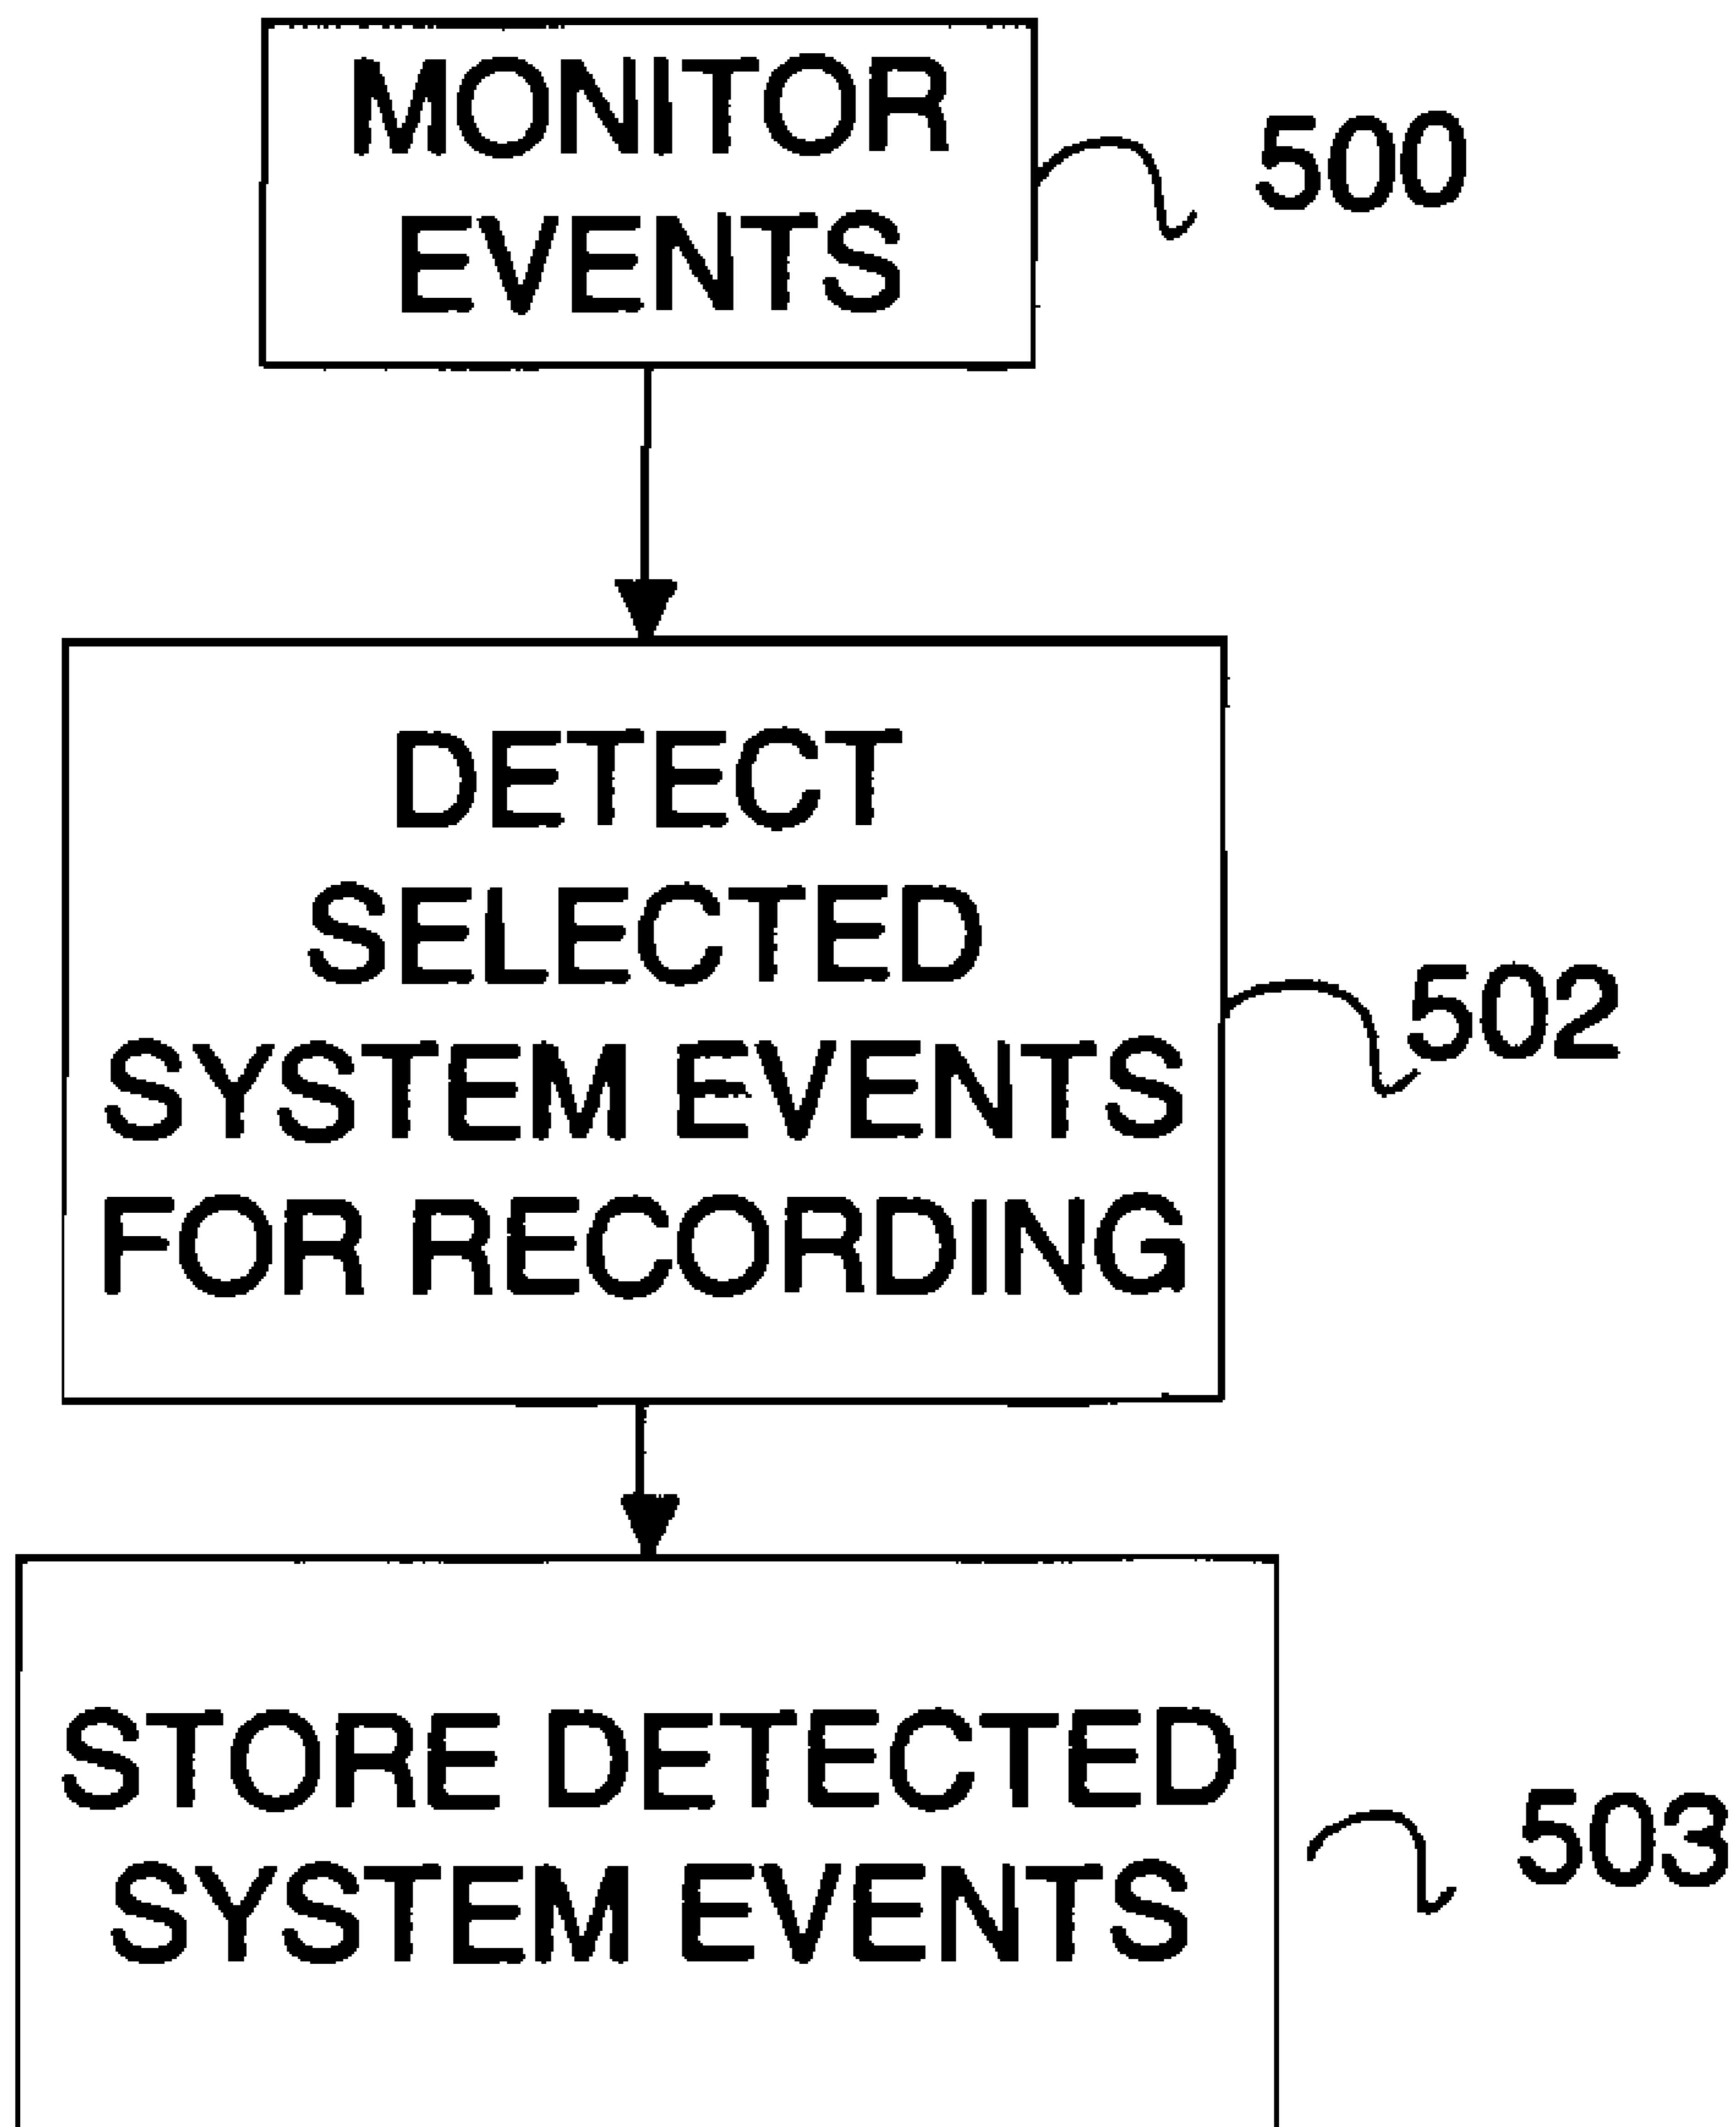 MONITOR
EVENTS
500
DETECT
SELECTED
SYSTEM EVENTS
FOR RECORDING
502
STORE DETECTED
SYSTEM EVENTS
503